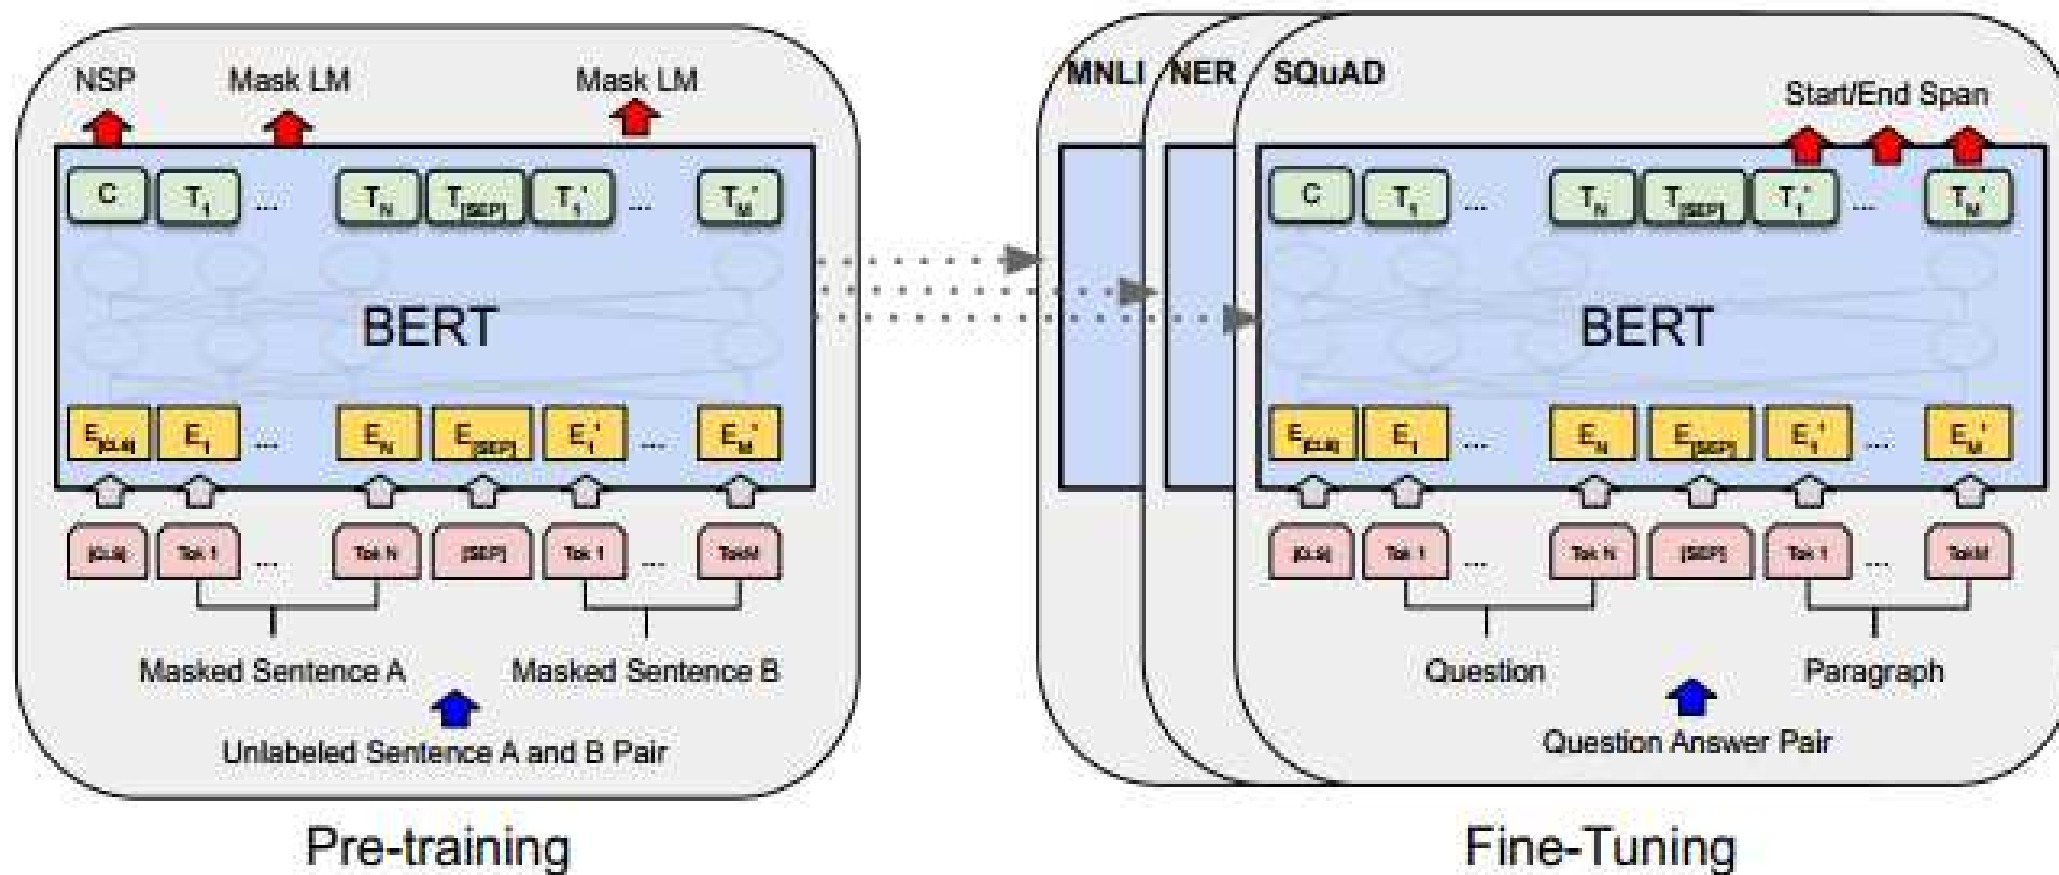 NSP Mask LM Mask LM
C T1 ... TN T[SEP] T1' ... TM'
BERT
E[CLS] E1 ... EN E[SEP] E1' ... EM'
[CLS] Tok 1 ... Tok N [SEP] Tok 1 ... TokM
Masked Sentence A Masked Sentence B
Unlabeled Sentence A and B Pair
Pre-training
MNLI NER SQuAD
Start/End Span
C T1 ... TN T[SEP] T1' ... TM'
BERT
E[CLS] E1 ... EN E[SEP] E1' ... EM'
[CLS] Tok 1 ... Tok N [SEP] Tok 1 ... TokM
Question Paragraph
Question Answer Pair
Fine-Tuning